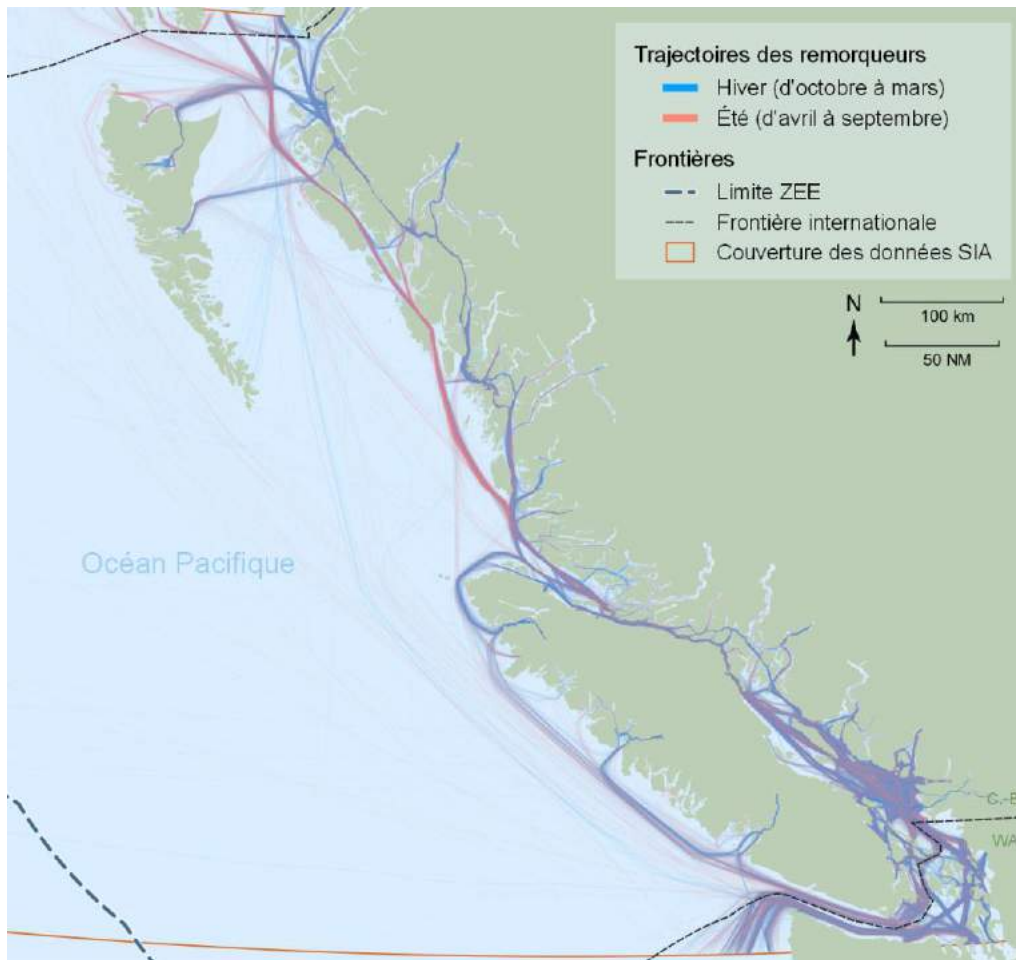 Trajectoires des remorqueurs
Hiver (d'octobre à mars)
Été (d'avril à septembre)
Frontières
Limite ZEE
Frontière internationale
Couverture des données SIA
N
100 km
50 NM
Océan Pacifique
C.-B
WA